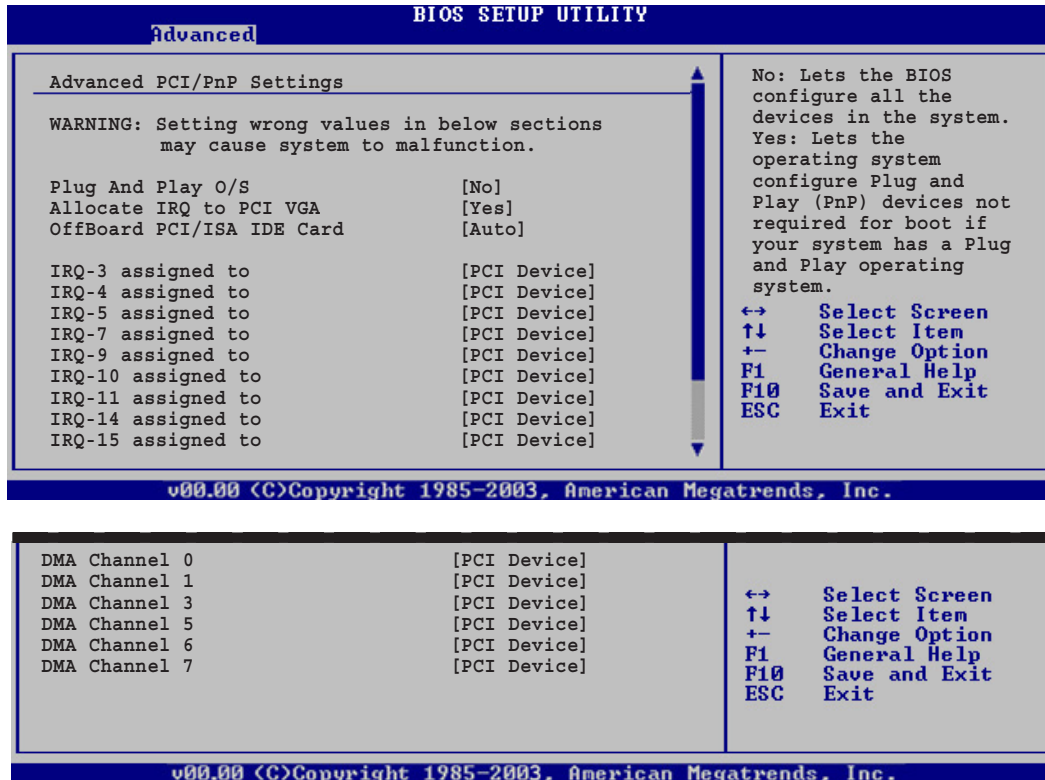 BIOS SETUP UTILITY
Advanced
Advanced PCI/PnP Settings
WARNING: Setting wrong values in below sections
may cause system to malfunction.
Plug And Play O/S [No]
Allocate IRQ to PCI VGA [Yes]
OffBoard PCI/ISA IDE Card [Auto]
IRQ-3 assigned to [PCI Device]
IRQ-4 assigned to [PCI Device]
IRQ-5 assigned to [PCI Device]
IRQ-7 assigned to [PCI Device]
IRQ-9 assigned to [PCI Device]
IRQ-10 assigned to [PCI Device]
IRQ-11 assigned to [PCI Device]
IRQ-14 assigned to [PCI Device]
IRQ-15 assigned to [PCI Device]
No: Lets the BIOS
configure all the
devices in the system.
Yes: Lets the
operating system
configure Plug and
Play (PnP) devices not
required for boot if
your system has a Plug
and Play operating
system.
←→ Select Screen
↑↓ Select Item
+- Change Option
F1 General Help
F10 Save and Exit
ESC Exit
v00.00 (C)Copyright 1985-2003, American Megatrends, Inc.
DMA Channel 0 [PCI Device]
DMA Channel 1 [PCI Device]
DMA Channel 3 [PCI Device]
DMA Channel 5 [PCI Device]
DMA Channel 6 [PCI Device]
DMA Channel 7 [PCI Device]
←→ Select Screen
↑↓ Select Item
+- Change Option
F1 General Help
F10 Save and Exit
ESC Exit
v00.00 (C)Copyright 1985-2003, American Megatrends, Inc.